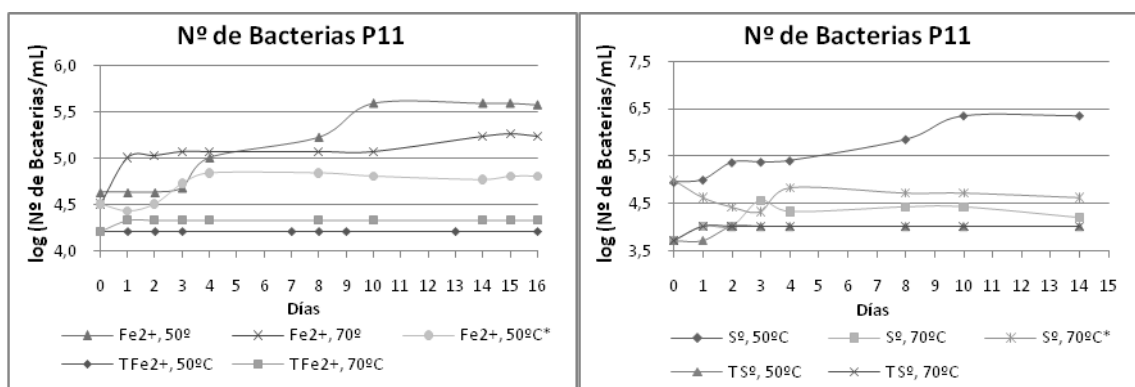 Nº de Bacterias P11
log (Nº de Bcaterias/mL)
6,0
5,5
5,0
4,5
4,0
0 1 2 3 4 5 6 7 8 9 10 11 12 13 14 15 16
Días
Fe2+, 50º
Fe2+, 70º
Fe2+, 50ºC*
TFe2+, 50ºC
TFe2+, 70ºC
Nº de Bacterias P11
log (Nº de Bcaterias/mL)
7,5
6,5
5,5
4,5
3,5
0 1 2 3 4 5 6 7 8 9 10 11 12 13 14 15
Días
Sº, 50ºC
Sº, 70ºC
Sº, 70ºC*
TSº, 50ºC
TSº, 70ºC